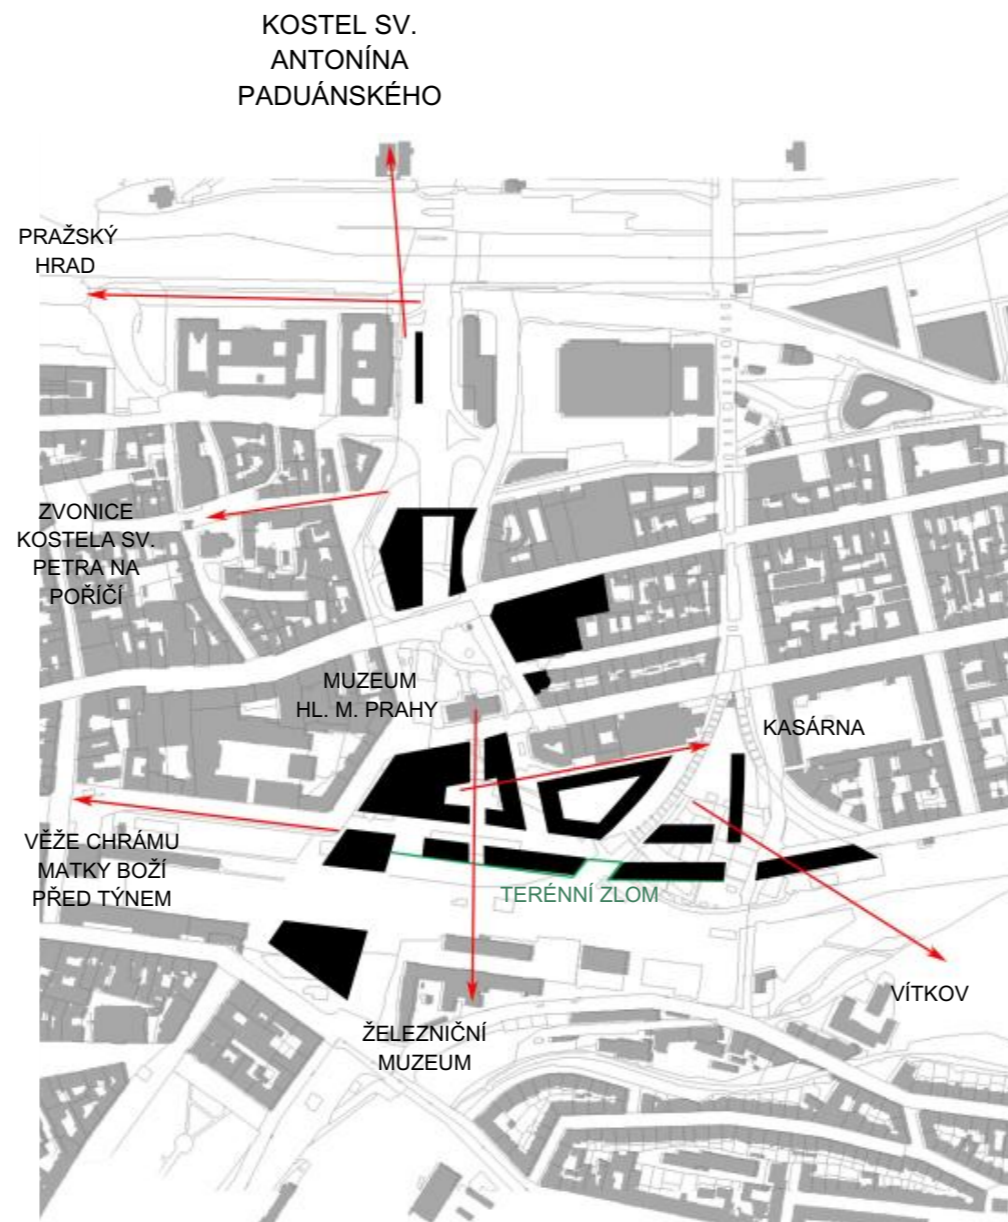 KOSTEL SV.
ANTONÍNA
PADUÁNSKÉHO
PRAŽSKÝ
HRAD
ZVONICE
KOSTELA SV.
PETRA NA
POŘÍČÍ
MUZEUM
HL. M. PRAHY
KASÁRNA
VĚŽE CHRÁMU
MATKY BOŽÍ
PŘED TÝNEM
TERÉNNÍ ZLOM
VÍTKOV
ŽELEZNIČNÍ
MUZEUM